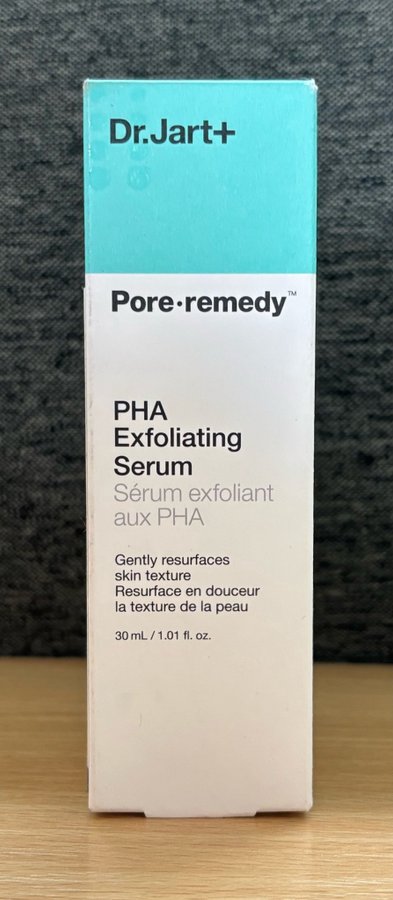 Dr.Jart+
Pore·remedy™
PHA
Exfoliating
Serum
Sérum exfoliant
aux PHA
Gently resurfaces
skin texture
Resurface en douceur
la texture de la peau
30 mL / 1.01 fl. oz.